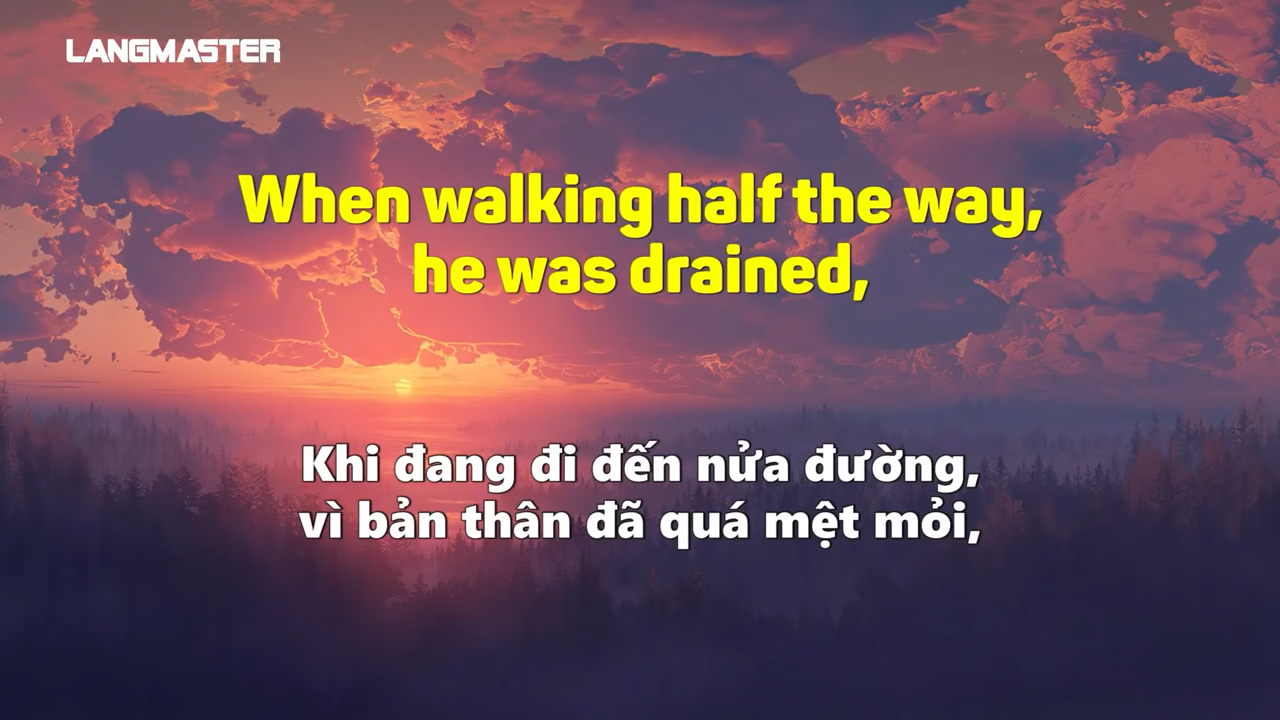 LANGMASTER
When walking half the way,
he was drained,
Khi đang đi đến nửa đường,
vì bản thân đã quá mệt mỏi,